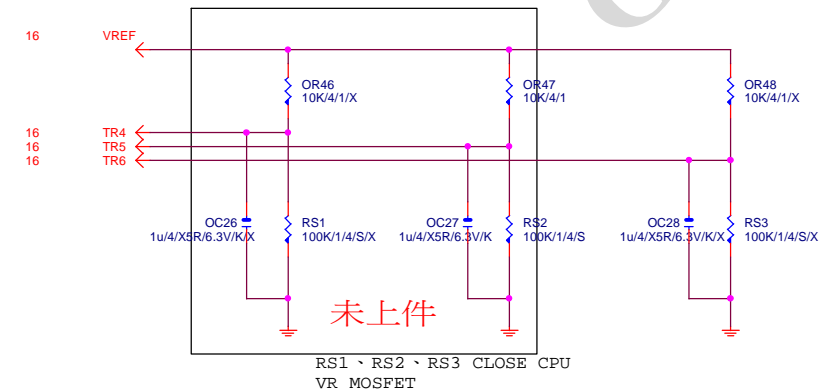 16 VREF
OR46
10K/4/1/X
OR47
10K/4/1
OR48
10K/4/1/X
16 TR4
16 TR5
16 TR6
OC26
1u/4/X5R/6.3V/K/X
RS1
100K/1/4/S/X
OC27
1u/4/X5R/6.3V/K
RS2
100K/1/4/S
OC28
1u/4/X5R/6.3V/K/X
RS3
100K/1/4/S/X
未上件
RS1、RS2、RS3 CLOSE CPU
VR MOSFET